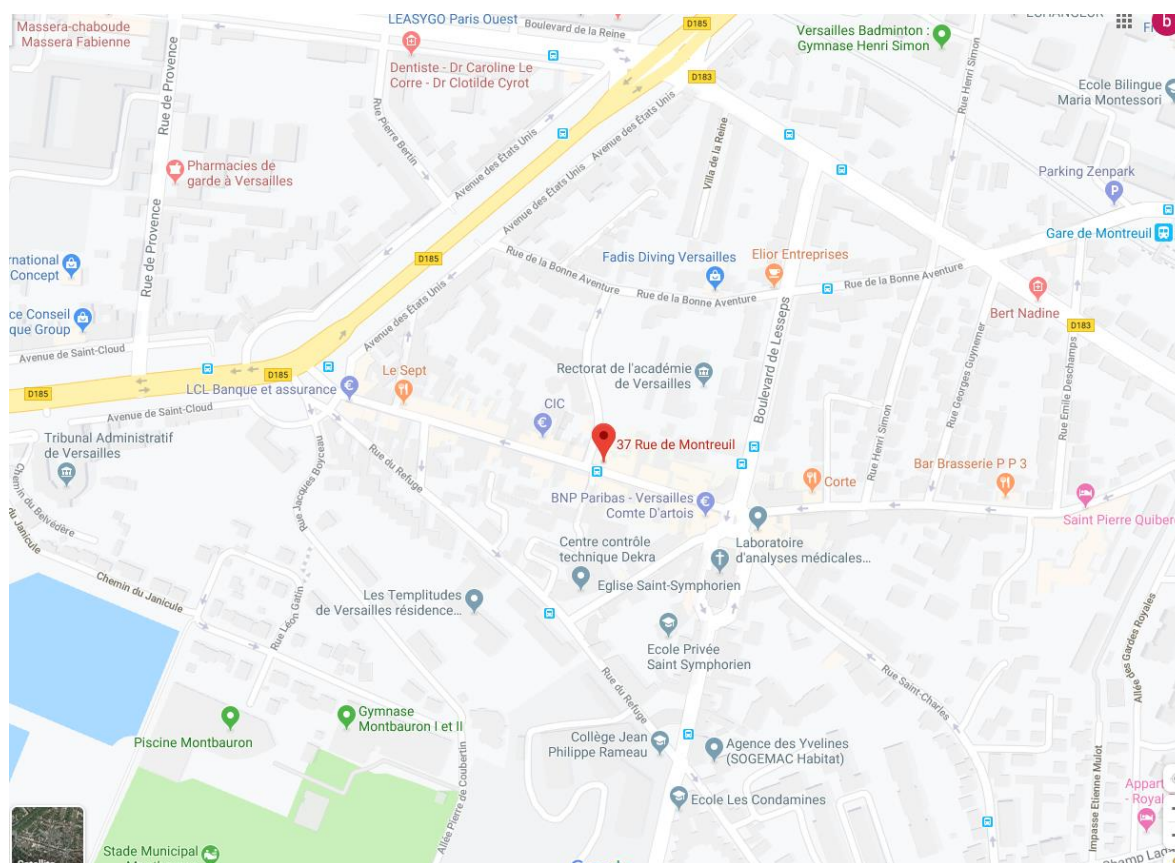 Massera-chaboude
Massera Fabienne
LEASYGO Paris Ouest
Boulevard de la Reine
Versailles Badminton :
Gymnase Henri Simon
b
Dentiste - Dr Caroline Le
Corre - Dr Clotilde Cyrot
D185
D183
Rue de Provence
Rue Pierre Bertin
Rue Henri Simon
Ecole Bilingue
Maria Montessori
Avenue des États Unis
Avenue des États Unis
Pharmacies de
garde à Versailles
Avenue des États Unis
Avenue des États Unis
Villa de la Reine
Parking Zenpark
P
Rue de Provence
Gare de Montreuil
D185
rnational
Concept
Rue de la Bonne Aventure
Fadis Diving Versailles
Elior Entreprises
Rue de la Bonne Aventure
Rue de la Bonne Aventure
Bert Nadine
ce Conseil
que Group
Avenue des États Unis
D183
Avenue de Saint-Cloud
D185
D185
LCL Banque et assurance
Le Sept
Rectorat de l'académie
de Versailles
Boulevard de Lesseps
Rue Georges Guynemer
Rue Emile Deschamps
Avenue de Saint-Cloud
CIC
Rue Henri Simon
Tribunal Administratif
de Versailles
37 Rue de Montreuil
Rue Jacques Boyceau
Rue du Refuge
Corte
Bar Brasserie P P 3
BNP Paribas - Versailles
Comte D'artois
Saint Pierre Quiber
Chemin du Belvédère
du Janicule
Centre contrôle
technique Dekra
Laboratoire
d'analyses médicales...
Chemin du Janicule
Eglise Saint-Symphorien
Les Templitudes
de Versailles résidence...
Rue Léon Gatin
Ecole Privée
Saint Symphorien
Allée des Gardes Royales
Rue du Refuge
Rue Saint-Charles
Gymnase
Montbauron I et II
Piscine Montbauron
Collège Jean
Philippe Rameau
Agence des Yvelines
(SOGEMAC Habitat)
Allée Pierre de Coubertin
Ecole Les Condamines
Impasse Etienne Mulot
Appart
- Royal
Stade Municipal